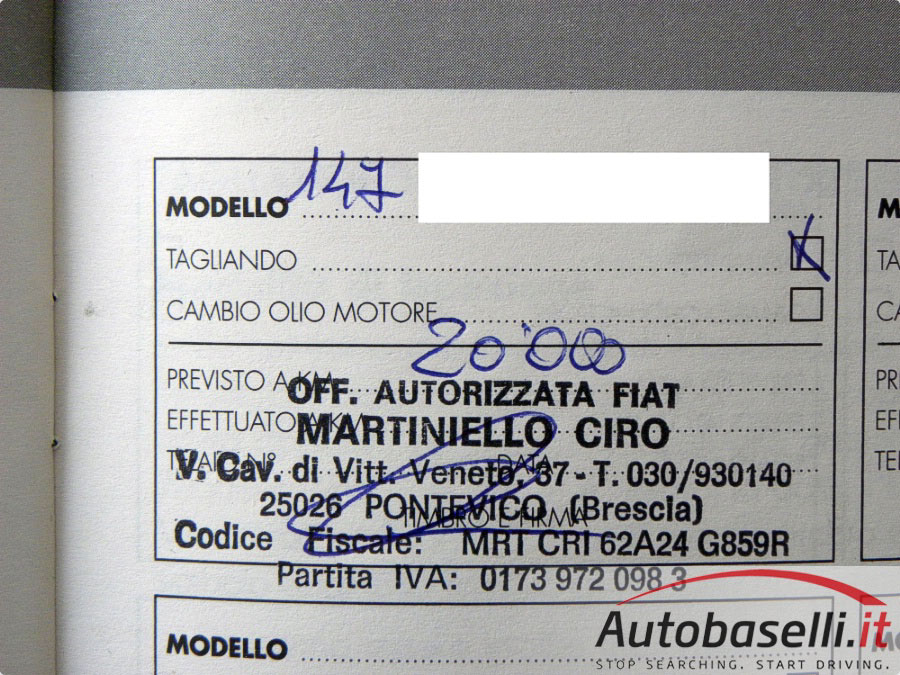 MODELLO 147
TAGLIANDO
CAMBIO OLIO MOTORE
20'000
PREVISTO A KM
OFF. AUTORIZZATA FIAT
EFFETTUATO A KM
MARTINIELLO CIRO
DATA
V. Cav. di Vitt. Veneto, 37 - T. 030/930140
25026 PONTEVICO (Brescia)
TIMBRO E FIRMA
Codice Fiscale: MRT CRI 62A24 G859R
Partita IVA: 0173 972 098 3
MODELLO
Autobaselli.it
STOP SEARCHING. START DRIVING.